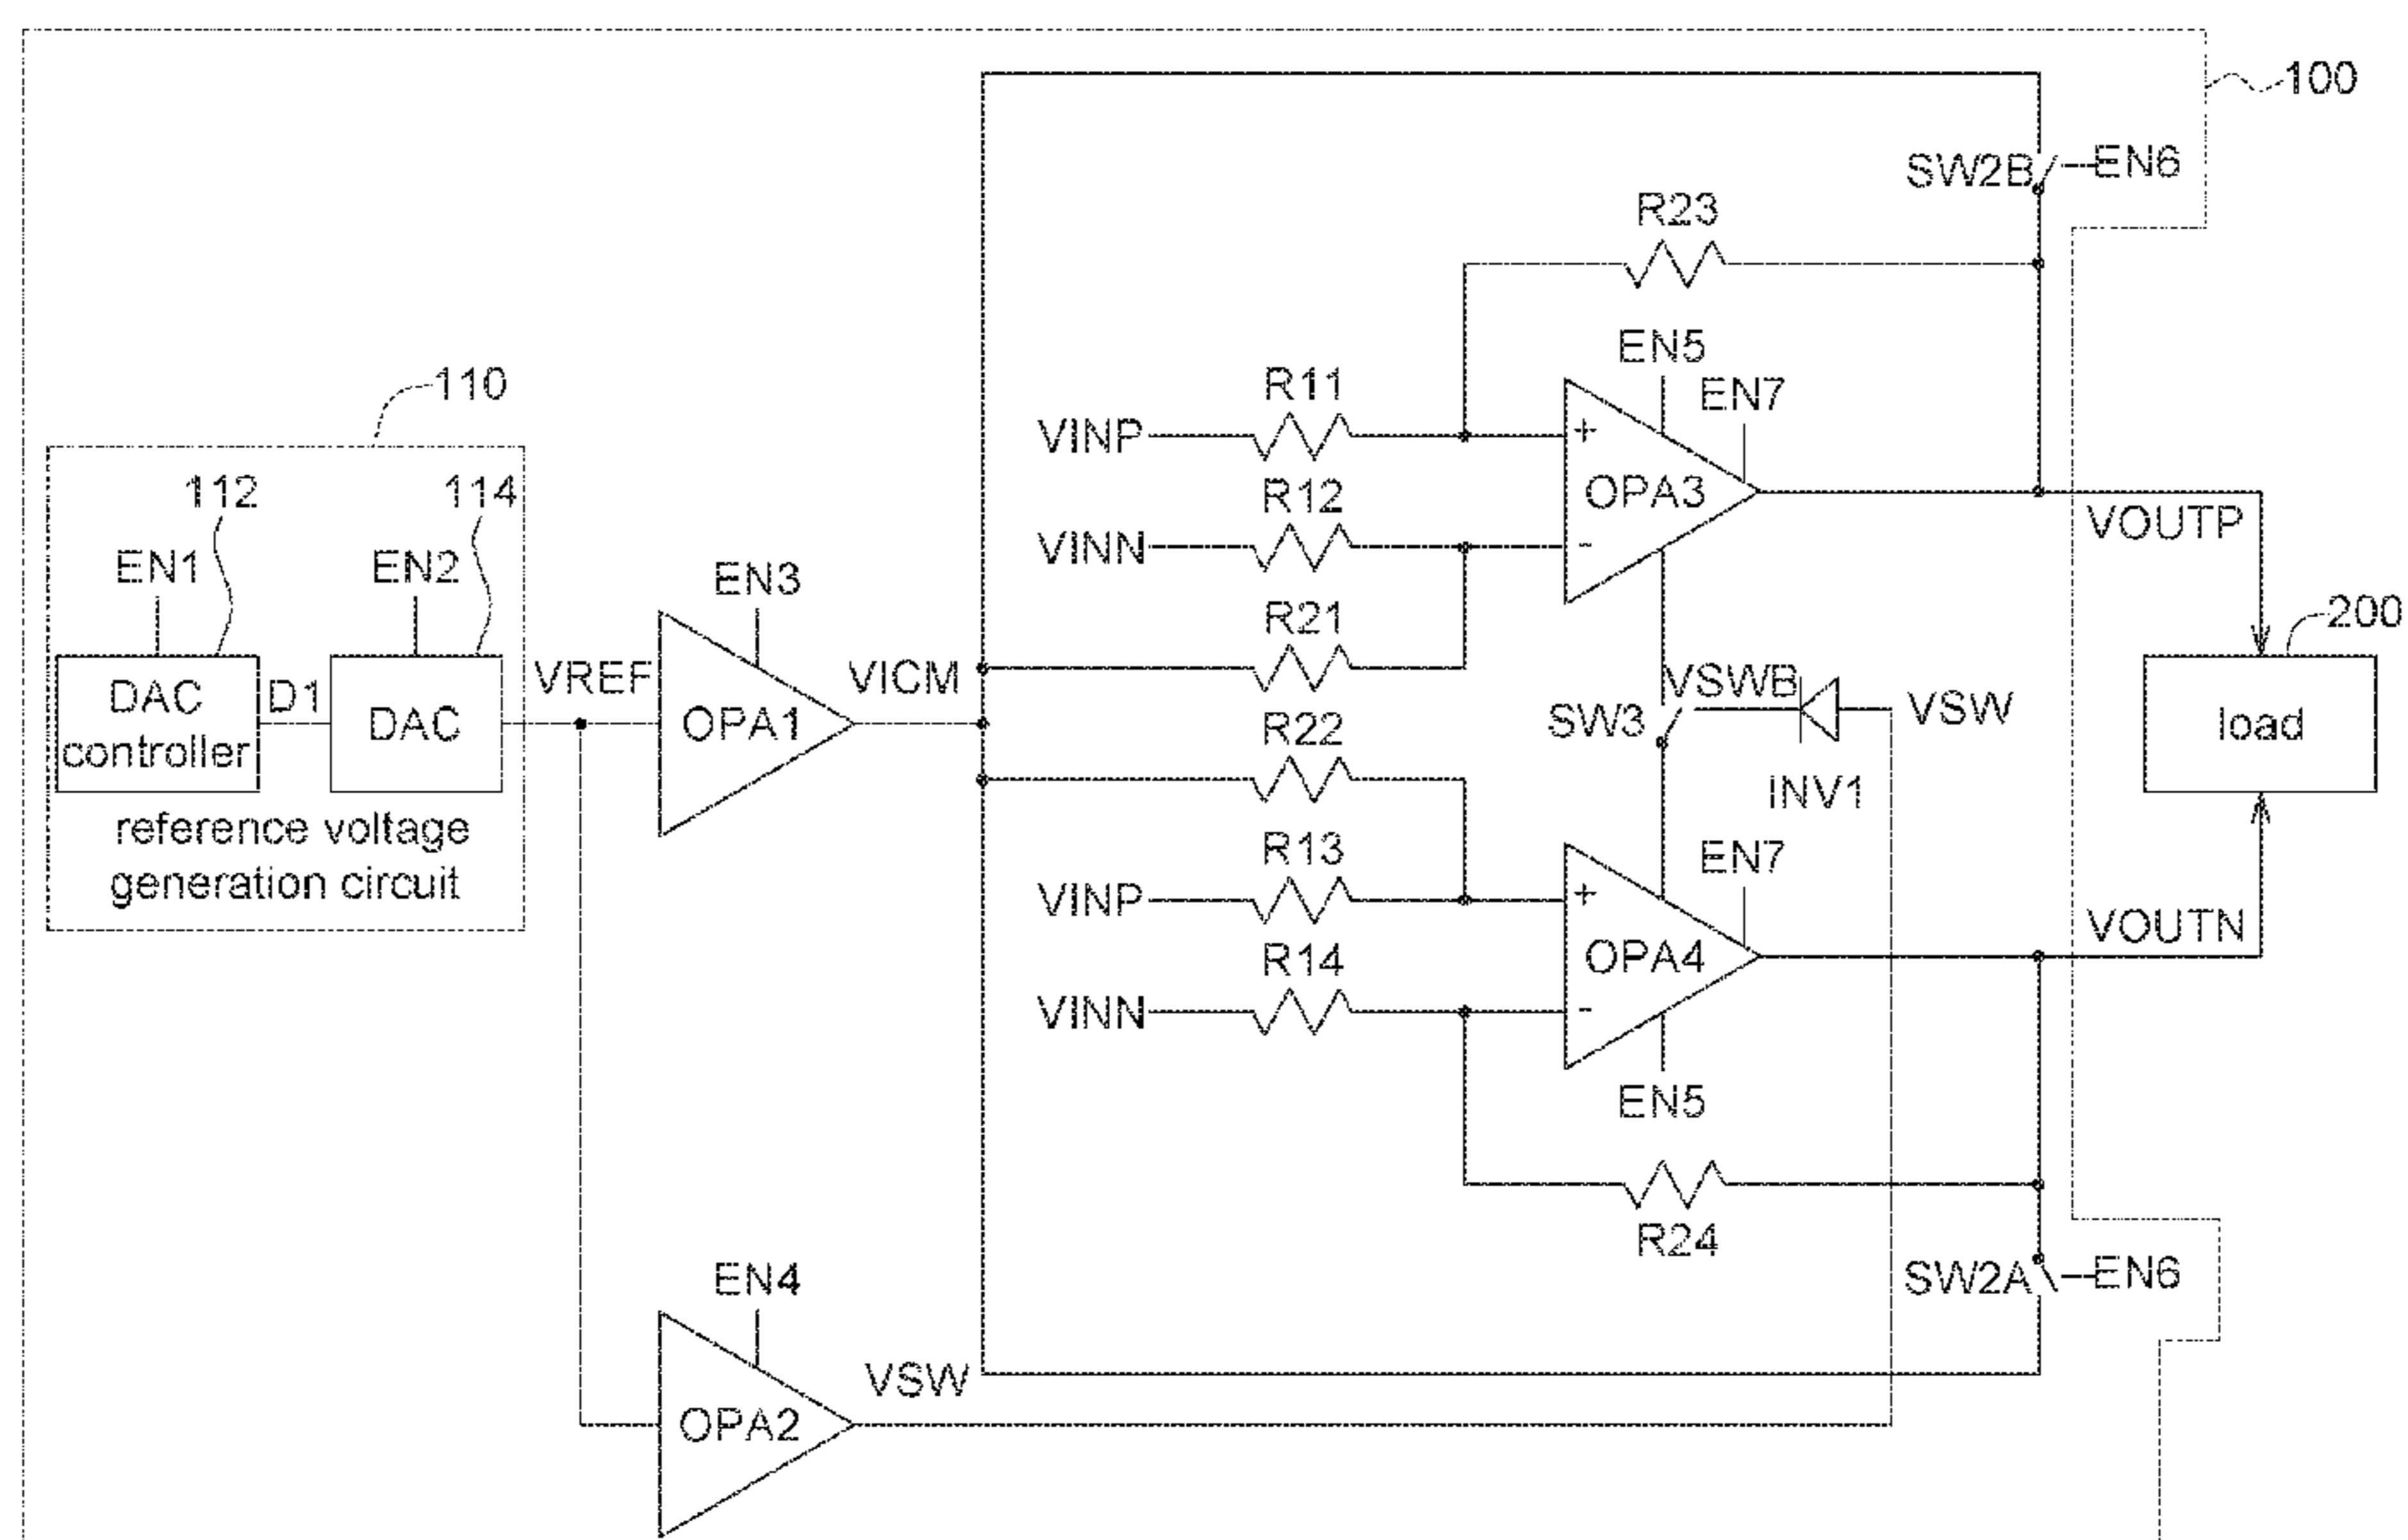 100
SW2B
EN6
R23
EN5
EN7
110
R11
VINP
+
OPA3
112
114
R12
VINN
-
VOUTP
EN1
EN2
EN3
R21
200
DAC
controller
D1
DAC
VREF
OPA1
VICM
VSWB
VSW
SW3
load
R22
INV1
reference voltage
generation circuit
R13
EN7
VINP
+
VOUTN
R14
OPA4
VINN
-
EN5
R24
EN4
SW2A
EN6
VSW
OPA2